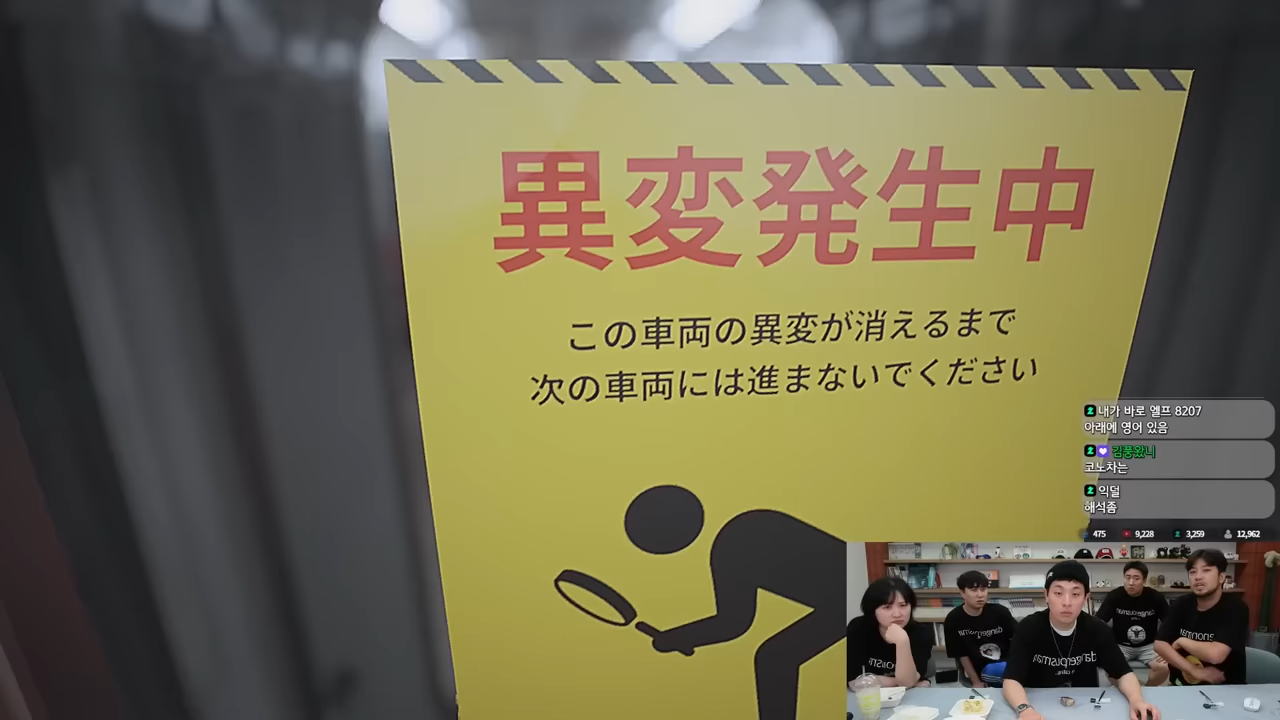 異変発生中
この車両の異変が消えるまで
次の車両には進まないでください
내가 바로 엘프 8207
아래에 영어 있음
김풍왔니
코노차는
익덜
해석좀
475 9,228 3,259 12,962